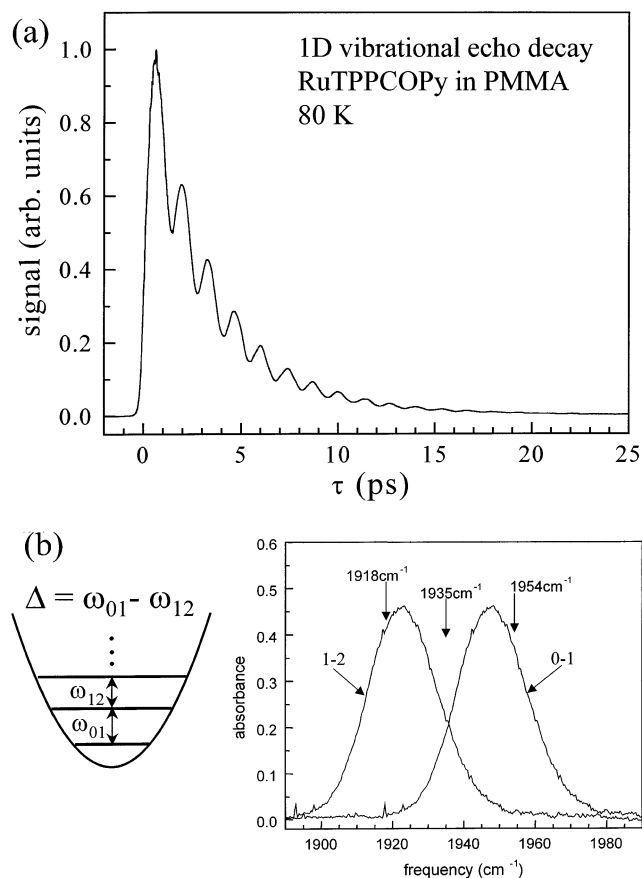 (a)
1D vibrational echo decay
RuTPPCOPy in PMMA
80 K
signal (arb. units)
1.0
0.8
0.6
0.4
0.2
0.0
0 5 10 15 20 25
τ (ps)
(b)
Δ = ω01- ω12
ω12
ω01
absorbance
0.6
0.5
0.4
0.3
0.2
0.1
0.0
1918cm-1
1935cm-1
1954cm-1
1-2
0-1
1900 1920 1940 1960 1980
frequency (cm-1)